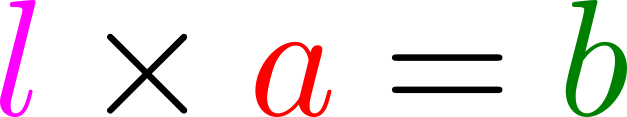 l × a = b